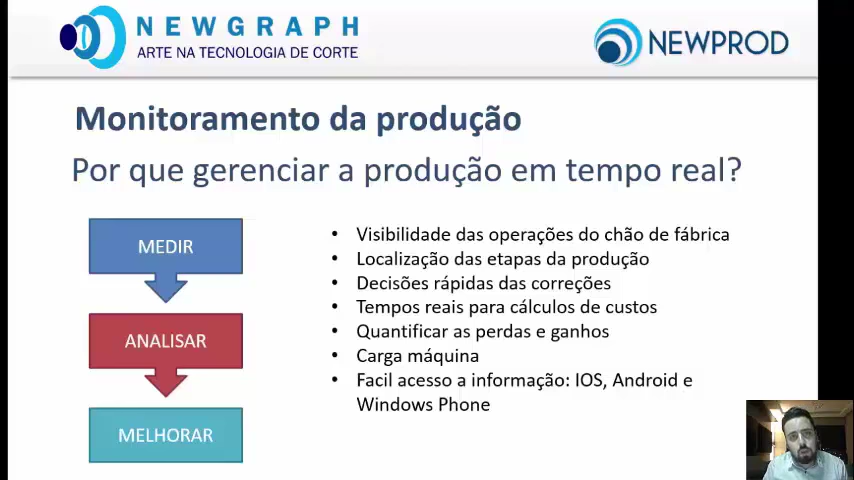 NEWGRAPH
ARTE NA TECNOLOGIA DE CORTE
NEWPROD
Monitoramento da produção
Por que gerenciar a produção em tempo real?
MEDIR
ANALISAR
MELHORAR
• Visibilidade das operações do chão de fábrica
• Localização das etapas da produção
• Decisões rápidas das correções
• Tempos reais para cálculos de custos
• Quantificar as perdas e ganhos
• Carga máquina
• Facil acesso a informação: IOS, Android e
Windows Phone